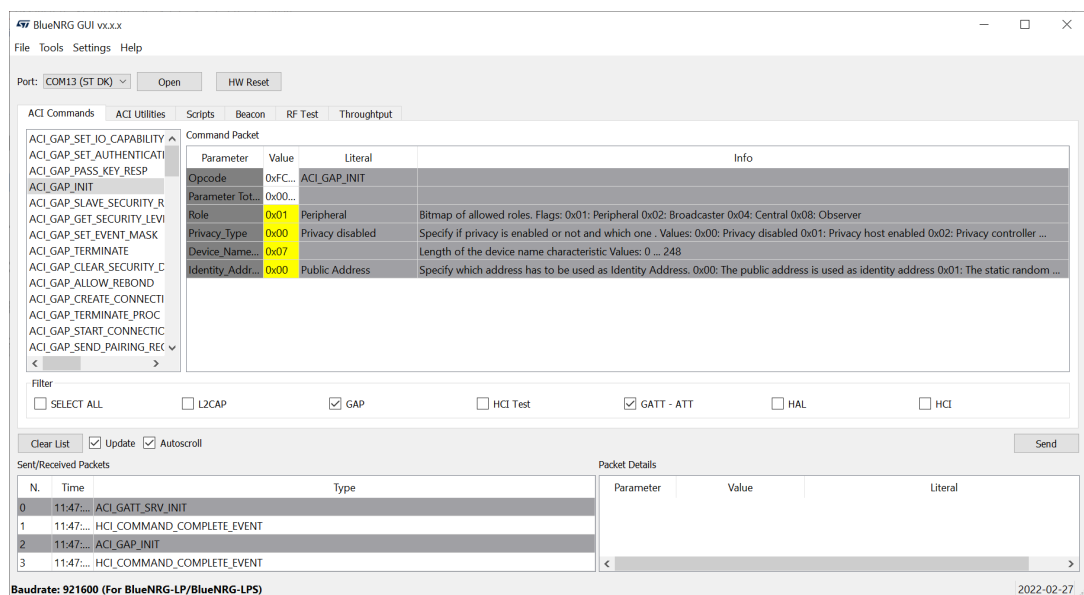 BlueNRG GUI vx.x.x
File Tools Settings Help
Port: COM13 (ST DK) Open HW Reset
ACI Commands ACI Utilities Scripts Beacon RF Test Throughtput
ACI_GAP_SET_IO_CAPABILITY
ACI_GAP_SET_AUTHENTICATI
ACI_GAP_PASS_KEY_RESP
ACI_GAP_INIT
ACI_GAP_SLAVE_SECURITY_R
ACI_GAP_GET_SECURITY_LEVI
ACI_GAP_SET_EVENT_MASK
ACI_GAP_TERMINATE
ACI_GAP_CLEAR_SECURITY_D
ACI_GAP_ALLOW_REBOND
ACI_GAP_CREATE_CONNECTI
ACI_GAP_TERMINATE_PROC
ACI_GAP_START_CONNECTIO
ACI_GAP_SEND_PAIRING_REC
Command Packet
Parameter Value Literal Info
Opcode 0xFC... ACI_GAP_INIT
Parameter Tot... 0x00...
Role 0x01 Peripheral Bitmap of allowed roles. Flags: 0x01: Peripheral 0x02: Broadcaster 0x04: Central 0x08: Observer
Privacy_Type 0x00 Privacy disabled Specify if privacy is enabled or not and which one . Values: 0x00: Privacy disabled 0x01: Privacy host enabled 0x02: Privacy controller ...
Device_Name... 0x07 Length of the device name characteristic Values: 0 ... 248
Identity_Addr... 0x00 Public Address Specify which address has to be used as Identity Address. 0x00: The public address is used as identity address 0x01: The static random ...
Filter
SELECT ALL L2CAP GAP HCI Test GATT - ATT HAL HCI
Clear List Update Autoscroll Send
Sent/Received Packets
N. Time Type
0 11:47:... ACI_GATT_SRV_INIT
1 11:47:... HCI_COMMAND_COMPLETE_EVENT
2 11:47:... ACI_GAP_INIT
3 11:47:... HCI_COMMAND_COMPLETE_EVENT
Packet Details
Parameter Value Literal
Baudrate: 921600 (For BlueNRG-LP/BlueNRG-LPS) 2022-02-27